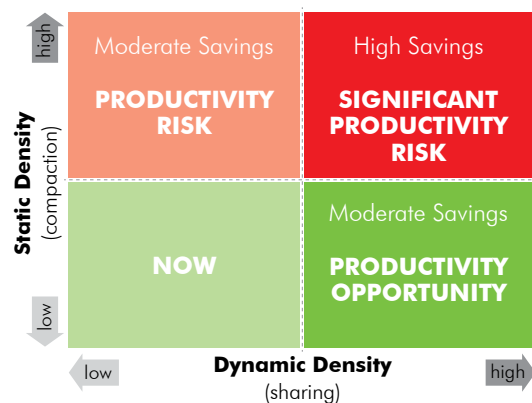 high
Moderate Savings
PRODUCTIVITY
RISK
High Savings
SIGNIFICANT
PRODUCTIVITY
RISK
Static Density
(compaction)
NOW
Moderate Savings
PRODUCTIVITY
OPPORTUNITY
low
low
Dynamic Density
(sharing)
high